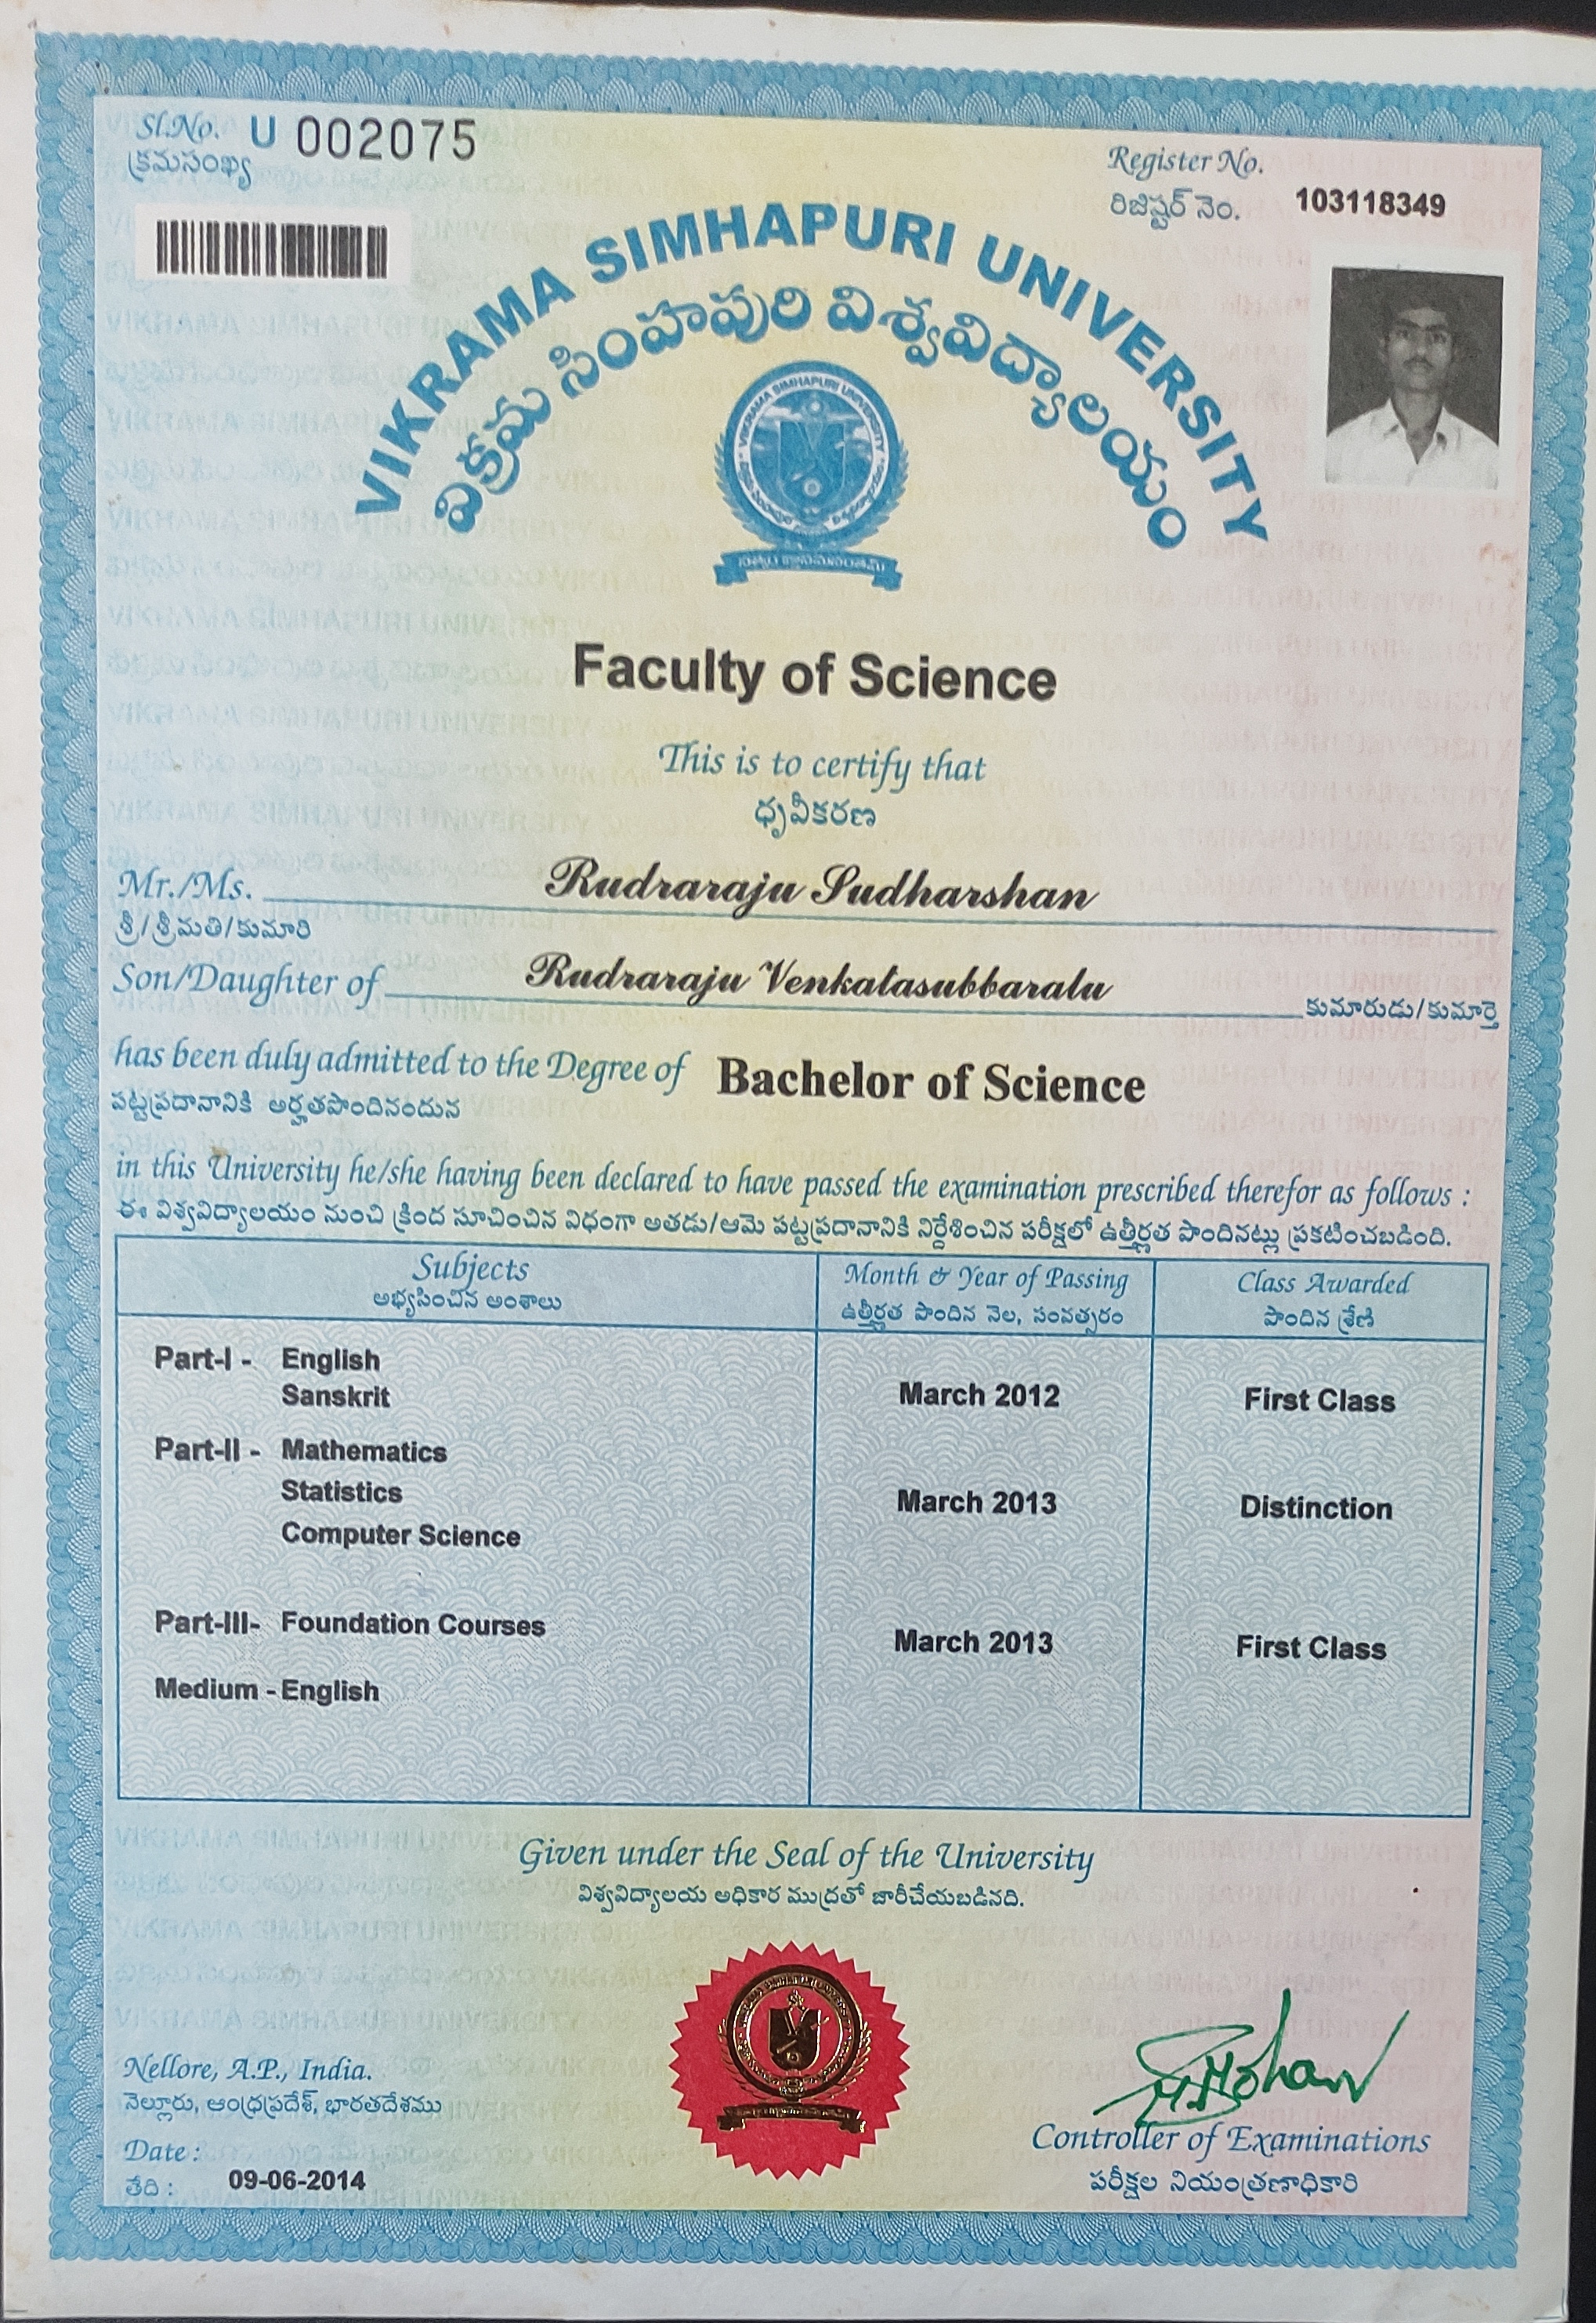 Sl.No. U 002075
క్రమసంఖ్య
Register No.
రిజిష్టర్ నెం. 103118349
VIKRAMA SIMHAPURI UNIVERSITY
విక్రమ సింహపురి విశ్వవిద్యాలయం
VIKRAMA SIMHAPURI UNIVERSITY
Faculty of Science
This is to certify that
ధృవీకరణ
Mr./Ms. Rudraraju Sudharshan
శ్రీ/శ్రీమతి/కుమారి
Son/Daughter of Rudraraju Venkatasubbaralu కుమారుడు/కుమార్తె
has been duly admitted to the Degree of Bachelor of Science
పట్టప్రదానానికి అర్హతపొందినందున
in this University he/she having been declared to have passed the examination prescribed therefor as follows :
ఈ విశ్వవిద్యాలయం నుంచి క్రింద సూచించిన విధంగా అతడు/ఆమె పట్టప్రదానానికి నిర్దేశించిన పరీక్షలో ఉత్తీర్ణత పొందినట్లు ప్రకటించబడింది.
Subjects Month & Year of Passing Class Awarded
అభ్యసించిన అంశాలు ఉత్తీర్ణత పొందిన నెల, సంవత్సరం పొందిన శ్రేణి
Part-I - English
Sanskrit March 2012 First Class
Part-II - Mathematics
Statistics March 2013 Distinction
Computer Science
Part-III- Foundation Courses March 2013 First Class
Medium - English
Given under the Seal of the University
విశ్వవిద్యాలయ అధికార ముద్రతో జారీచేయబడినది.
Nellore, A.P., India.
నెల్లూరు, ఆంధ్రప్రదేశ్, భారతదేశము
Controller of Examinations
Date :
తేది : 09-06-2014
పరీక్షల నియంత్రణాధికారి